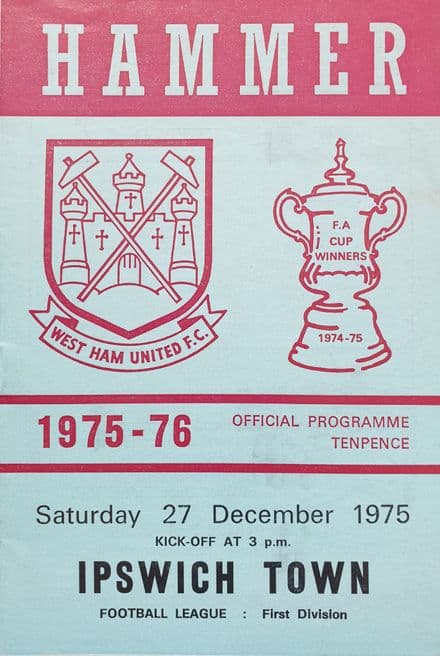 HAMMER
WEST HAM UNITED F.C.
F.A
CUP
WINNERS
1974-75
1975-76
OFFICIAL PROGRAMME
TENPENCE
Saturday 27 December 1975
KICK-OFF AT 3 p.m.
IPSWICH TOWN
FOOTBALL LEAGUE : First Division